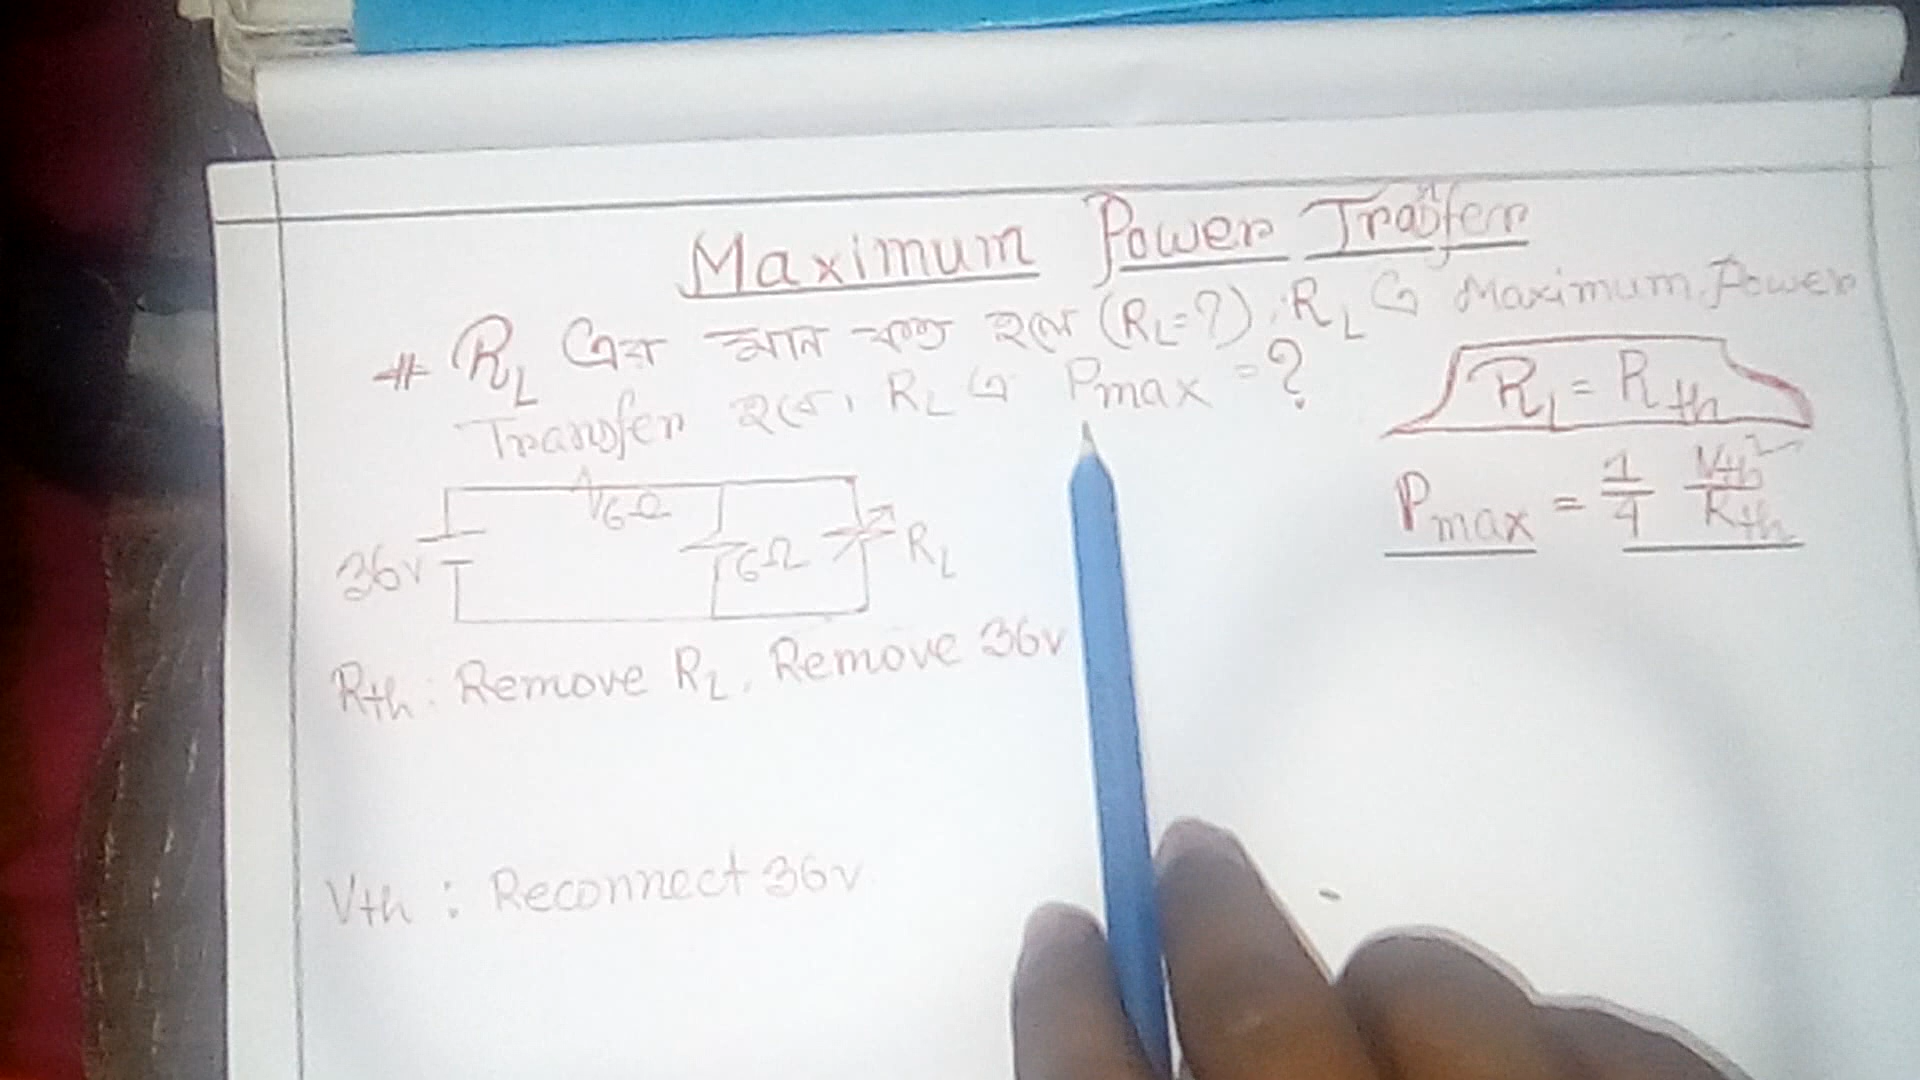 Maximum Power Transfer
# RL এর মান কত হলে (RL=?) RL এ Maximum Power
Transfer হবে। RL এ Pmax = ?
RL = Rth
Pmax = 1/4 Vth²/Rth
6Ω
36v
6Ω
RL
Rth : Remove RL, Remove 36v
Vth : Reconnect 36v